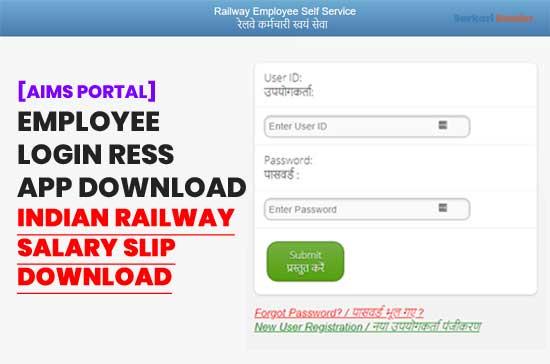 Railway Employee Self Service
रेलवे कर्मचारी स्वयं सेवा
Sarkari Reader
[AIMS PORTAL]
EMPLOYEE
LOGIN RESS
APP DOWNLOAD
INDIAN RAILWAY
SALARY SLIP
DOWNLOAD
User ID:
उपयोगकर्ता:
Enter User ID
Password:
पासवर्ड :
Enter Password
Submit
प्रस्तुत करें
Forgot Password? / पासवर्ड भूल गए ?
New User Registration / नया उपयोगकर्ता पंजीकरण